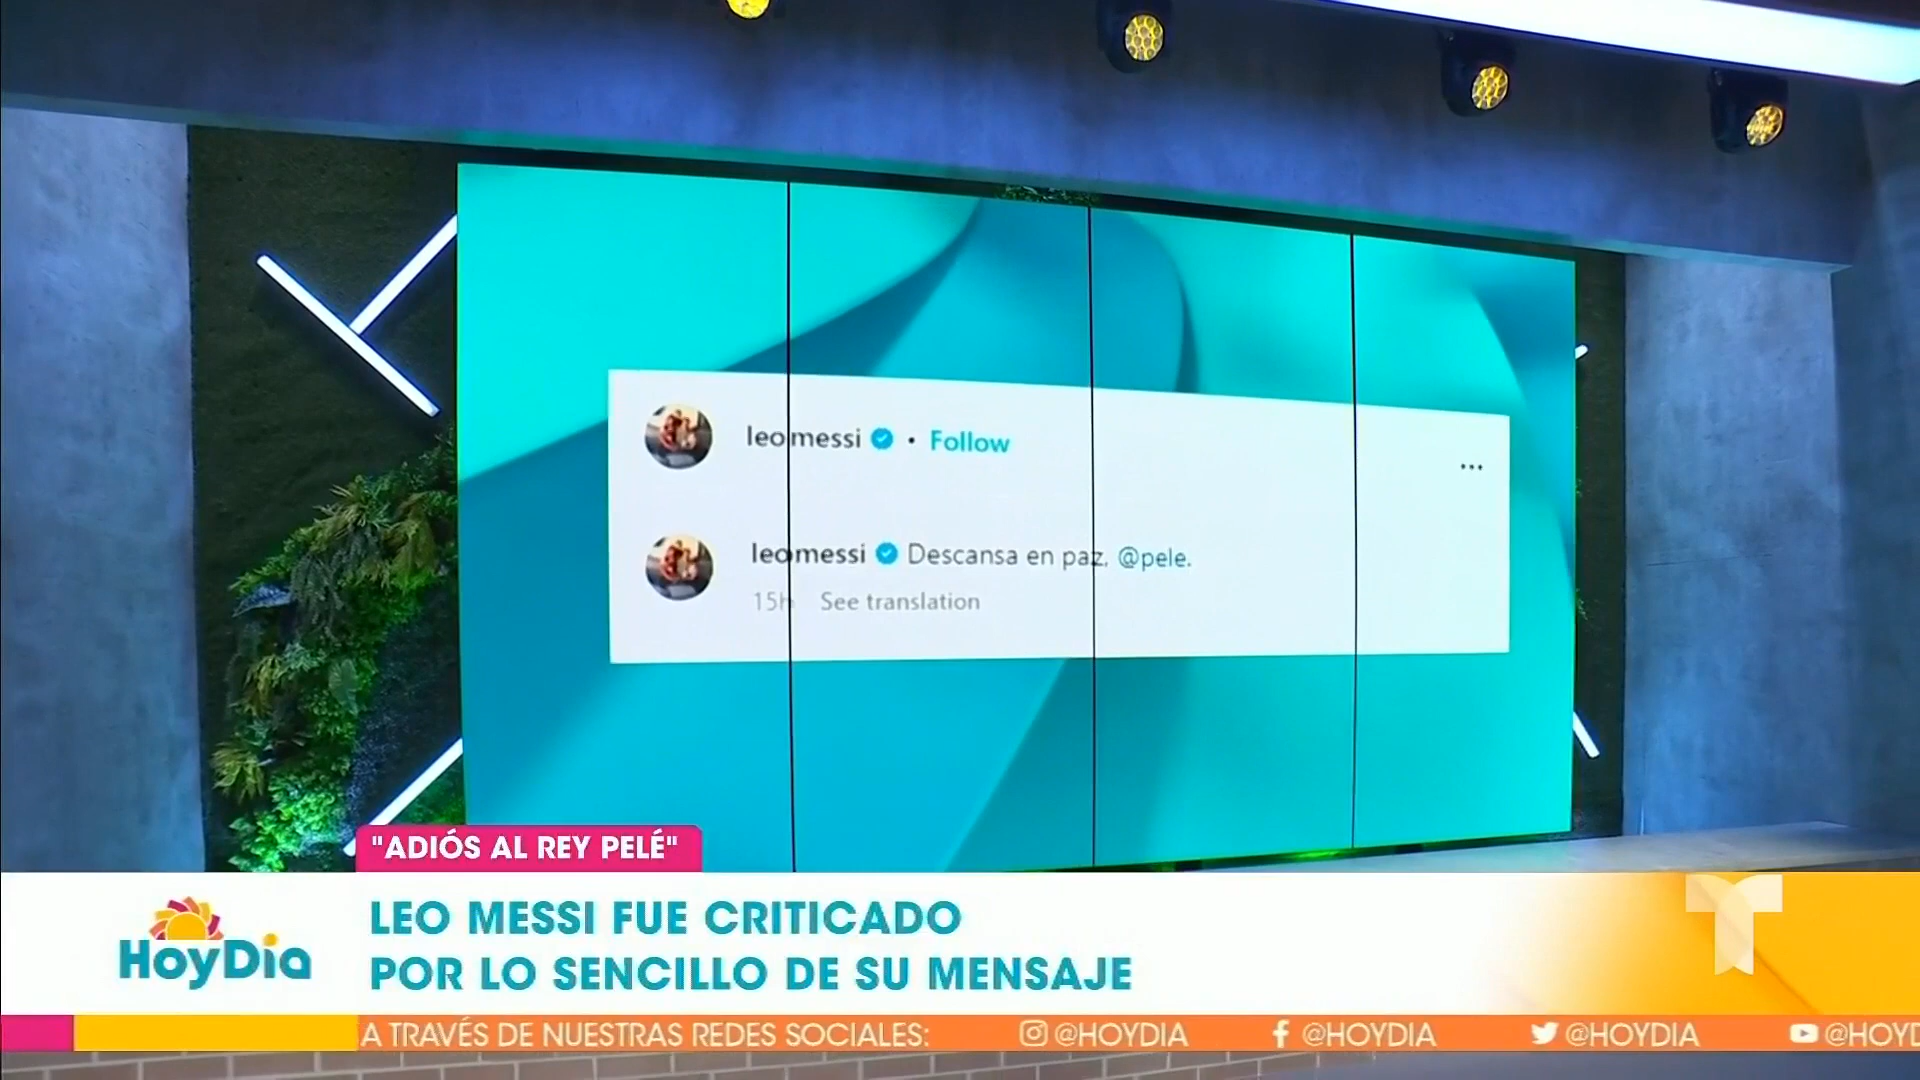 leomessi • Follow
leomessi Descansa en paz, @pele.
15h See translation
"ADIÓS AL REY PELÉ"
HoyDía
LEO MESSI FUE CRITICADO
POR LO SENCILLO DE SU MENSAJE
A TRAVÉS DE NUESTRAS REDES SOCIALES: @HOYDIA @HOYDIA @HOYDIA @HOYD